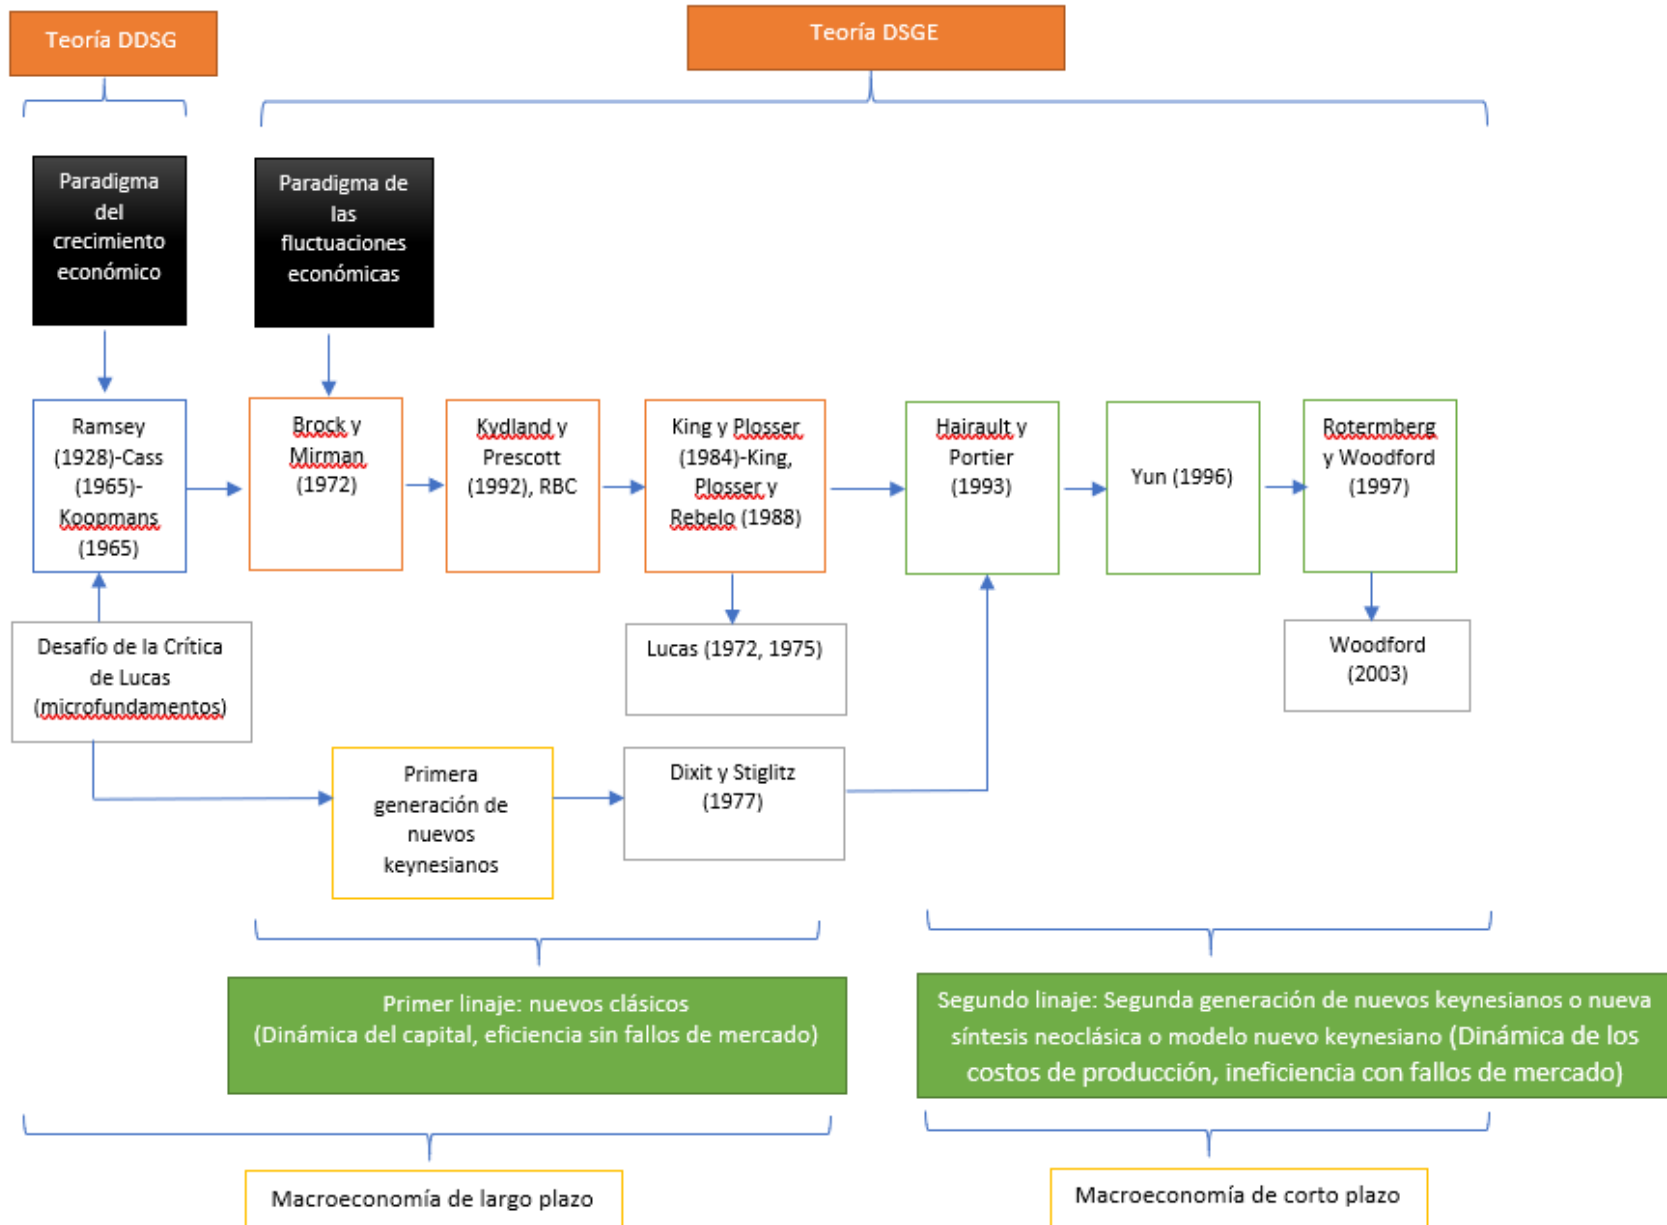 Teoría DDSG
Teoría DSGE
Paradigma
del
crecimiento
económico
Paradigma de
las
fluctuaciones
económicas
Ramsey
(1928)-Cass
(1965)-
Koopmans
(1965)
Brock y
Mirman
(1972)
Kydland y
Prescott
(1992), RBC
King y Plosser
(1984)-King,
Plosser y
Rebelo (1988)
Hairault y
Portier
(1993)
Yun (1996)
Rotermberg
y Woodford
(1997)
Desafío de la Crítica
de Lucas
(microfundamentos)
Lucas (1972, 1975)
Woodford
(2003)
Primera
generación de
nuevos
keynesianos
Dixit y Stiglitz
(1977)
Primer linaje: nuevos clásicos
(Dinámica del capital, eficiencia sin fallos de mercado)
Segundo linaje: Segunda generación de nuevos keynesianos o nueva
síntesis neoclásica o modelo nuevo keynesiano (Dinámica de los
costos de producción, ineficiencia con fallos de mercado)
Macroeconomía de largo plazo
Macroeconomía de corto plazo